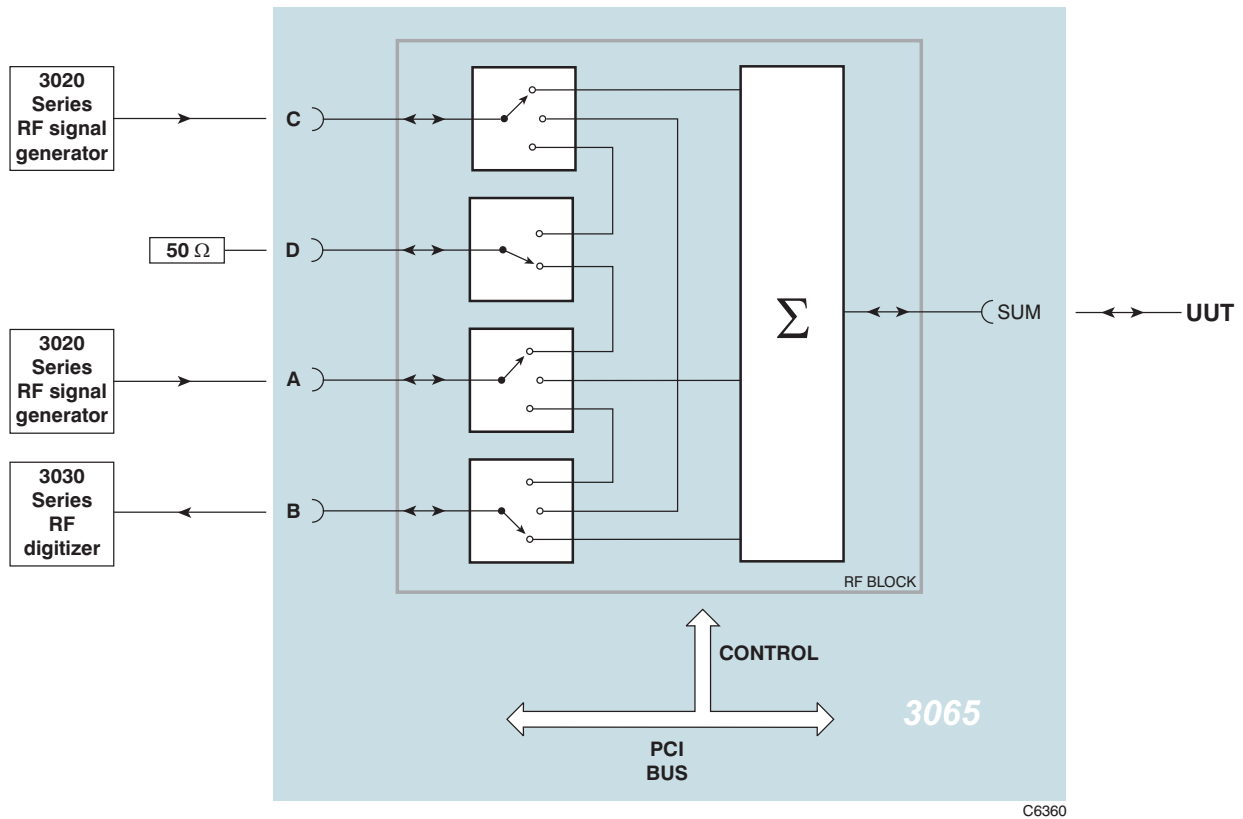 3020
Series
RF signal
generator
C
50 Ω
D
3020
Series
RF signal
generator
A
3030
Series
RF
digitizer
B
Σ
SUM
UUT
RF BLOCK
CONTROL
3065
PCI
BUS
C6360